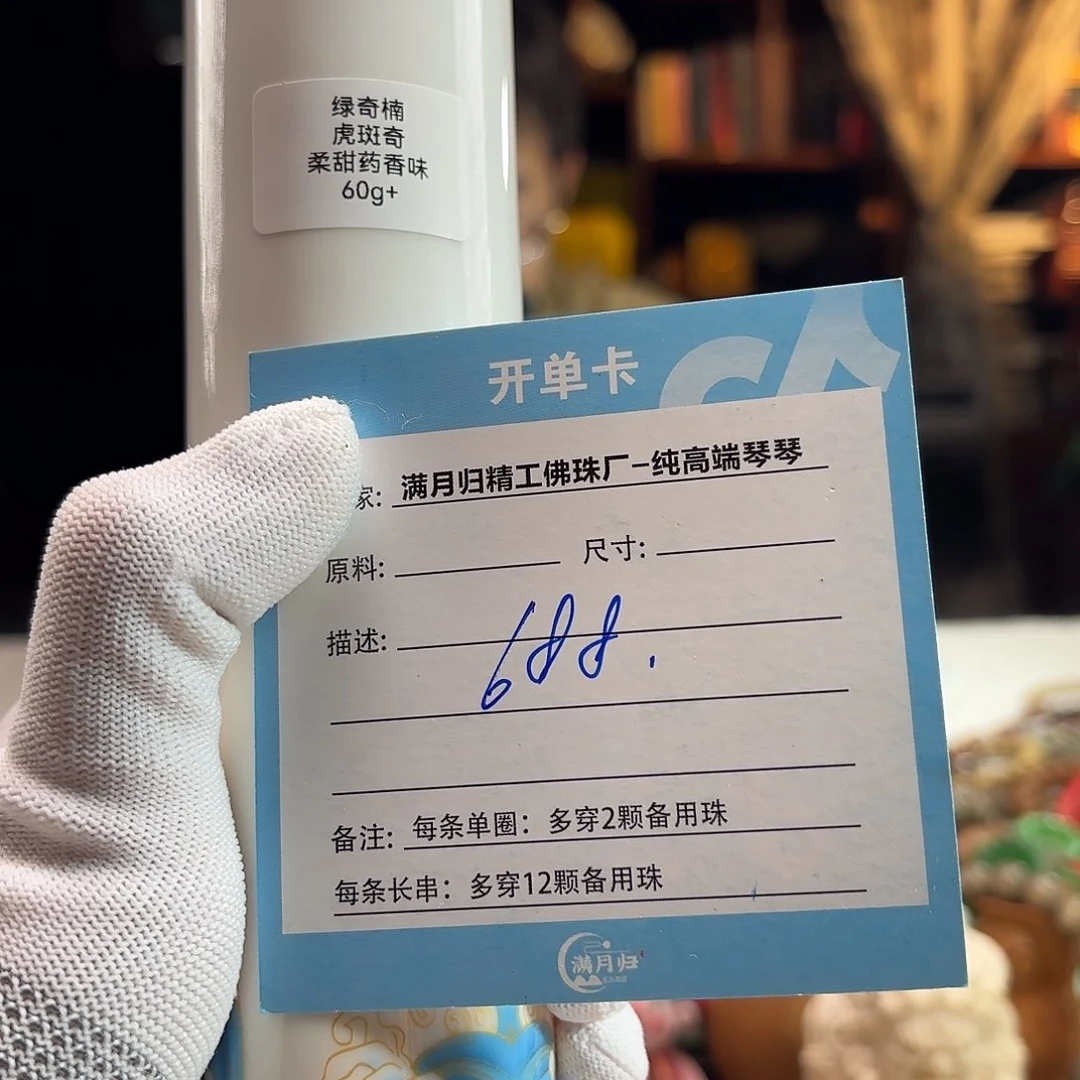 绿奇楠
虎斑奇
柔甜药香味
60g+
开单卡
家: 满月归精工佛珠厂-纯高端琴琴
原料: 尺寸:
描述:
688.
备注: 每条单圈：多穿2颗备用珠
每条长串：多穿12颗备用珠
满月归